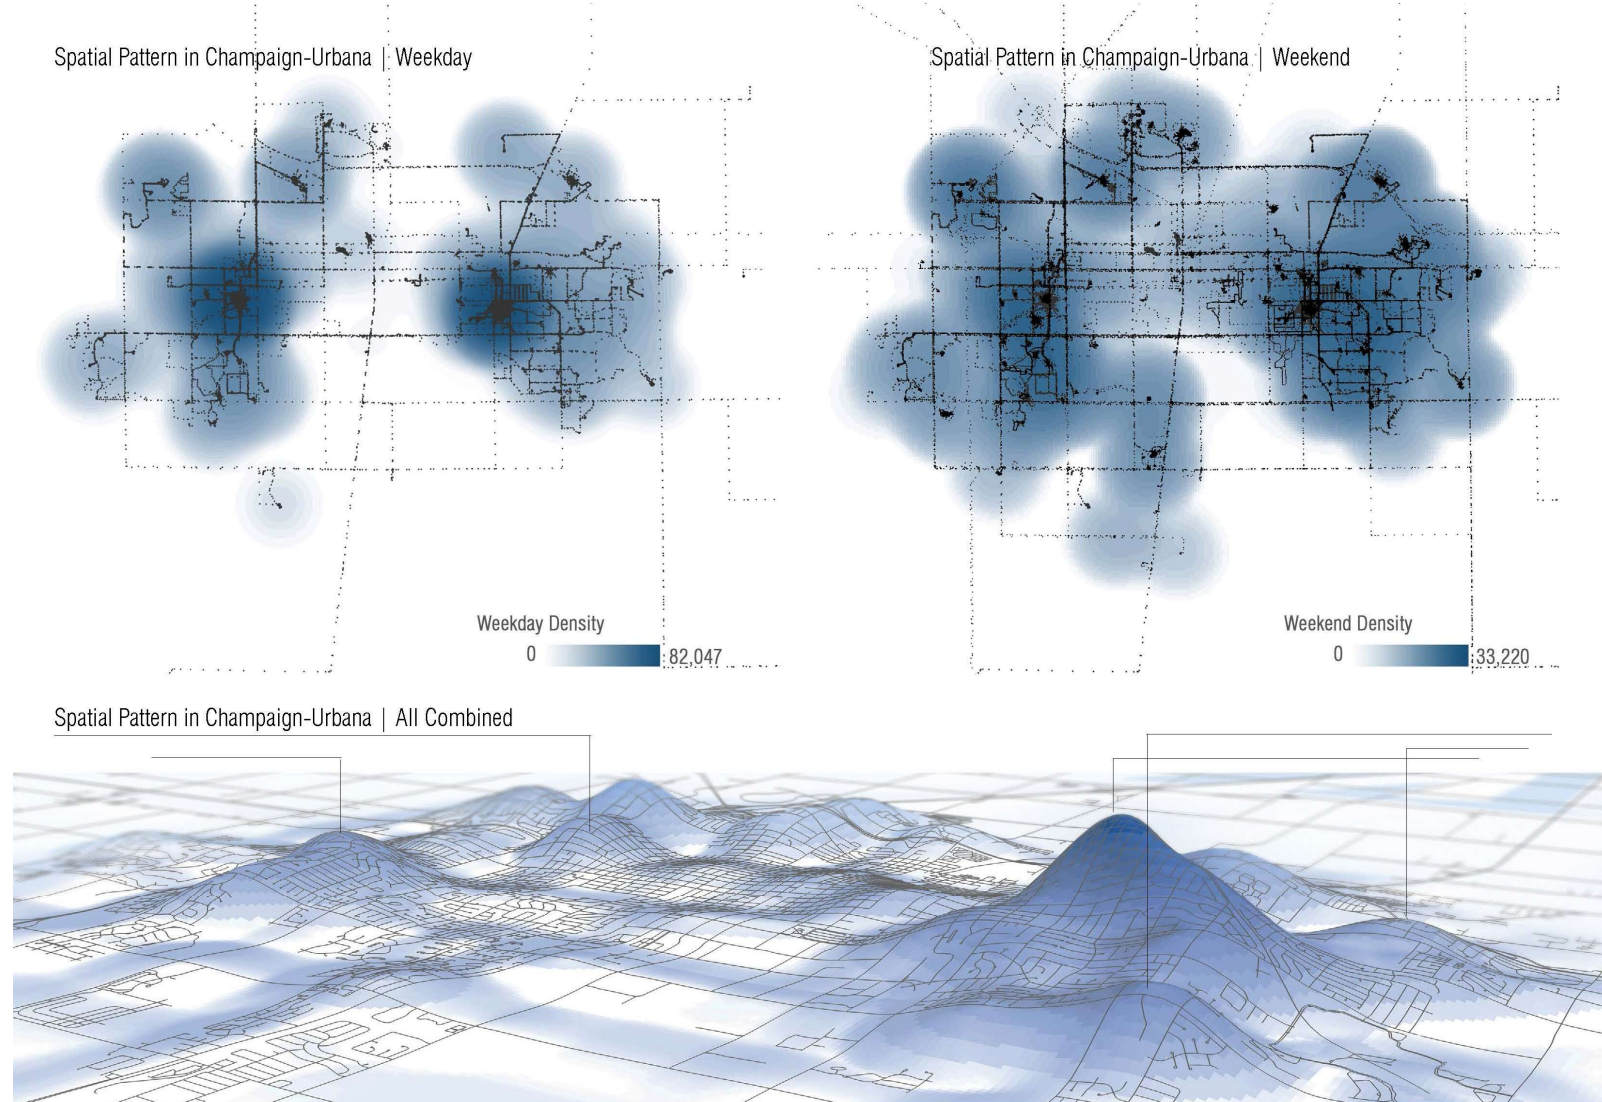 Spatial Pattern in Champaign-Urbana | Weekday
Spatial Pattern in Champaign-Urbana | Weekend
Weekday Density
0 82,047
Weekend Density
0 33,220
Spatial Pattern in Champaign-Urbana | All Combined